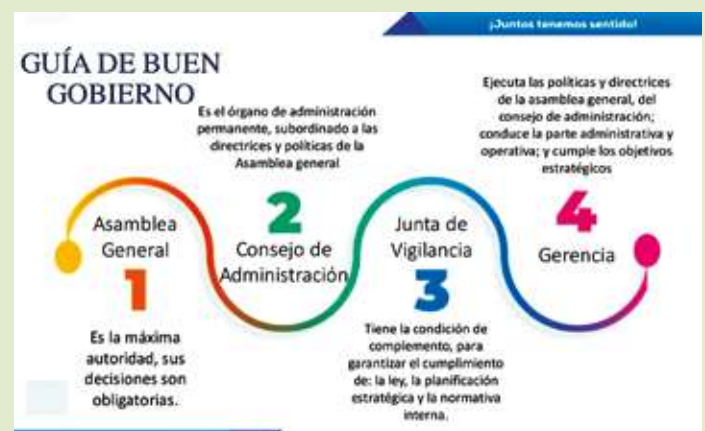 ¡Juntos tenemos sentido!
GUÍA DE BUEN
GOBIERNO
Asamblea
General
1
Es la máxima
autoridad, sus
decisiones son
obligatorias.
Es el órgano de administración
permanente, subordinado a las
directrices y políticas de la
Asamblea general
2
Consejo de
Administración
Junta de
Vigilancia
3
Tiene la condición de
complemento, para
garantizar el cumplimiento
de: la ley, la planificación
estratégica y la normativa
interna.
Ejecuta las políticas y directrices
de la asamblea general, del
consejo de administración;
conduce la parte administrativa y
operativa; y cumple los objetivos
estratégicos
4
Gerencia